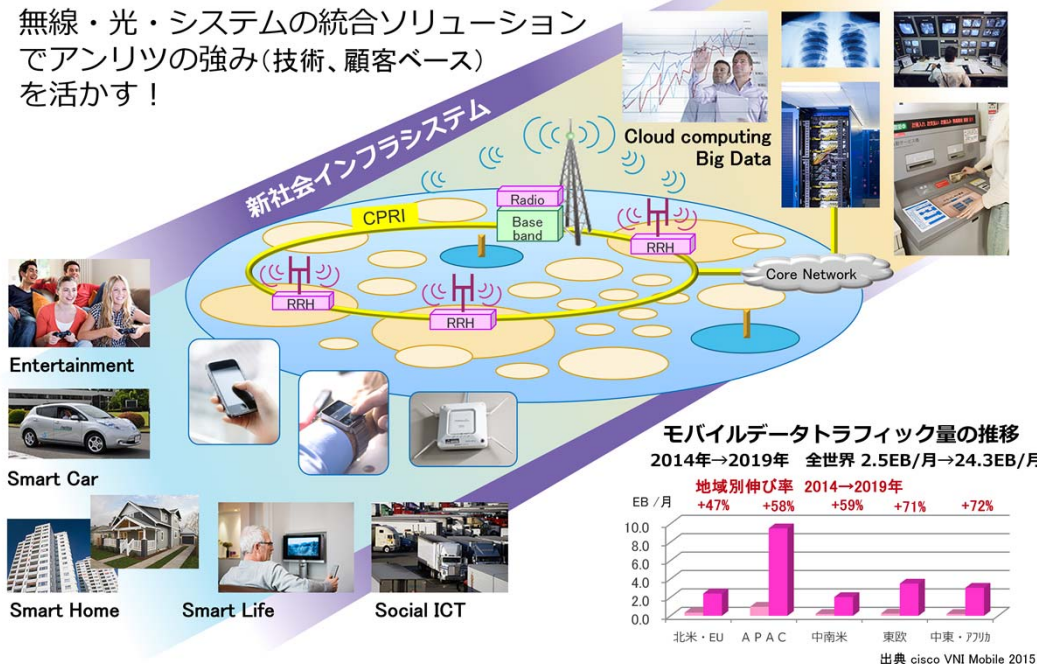 無線・光・システムの統合ソリューション
でアンリツの強み(技術、顧客ベース)
を活かす！
新社会インフラシステム
Cloud computing
Big Data
CPRI
Radio
Base
band
RRH
RRH
RRH
Core Network
Entertainment
Smart Car
Smart Home
Smart Life
Social ICT
モバイルデータトラフィック量の推移
2014年→2019年 全世界 2.5EB/月→24.3EB/月
地域別伸び率 2014→2019年
EB /月
+47%
+58%
+59%
+71%
+72%
10.0
8.0
6.0
4.0
2.0
0.0
北米・EU
ＡＰＡＣ
中南米
東欧
中東・アフリカ
出典 cisco VNI Mobile 2015